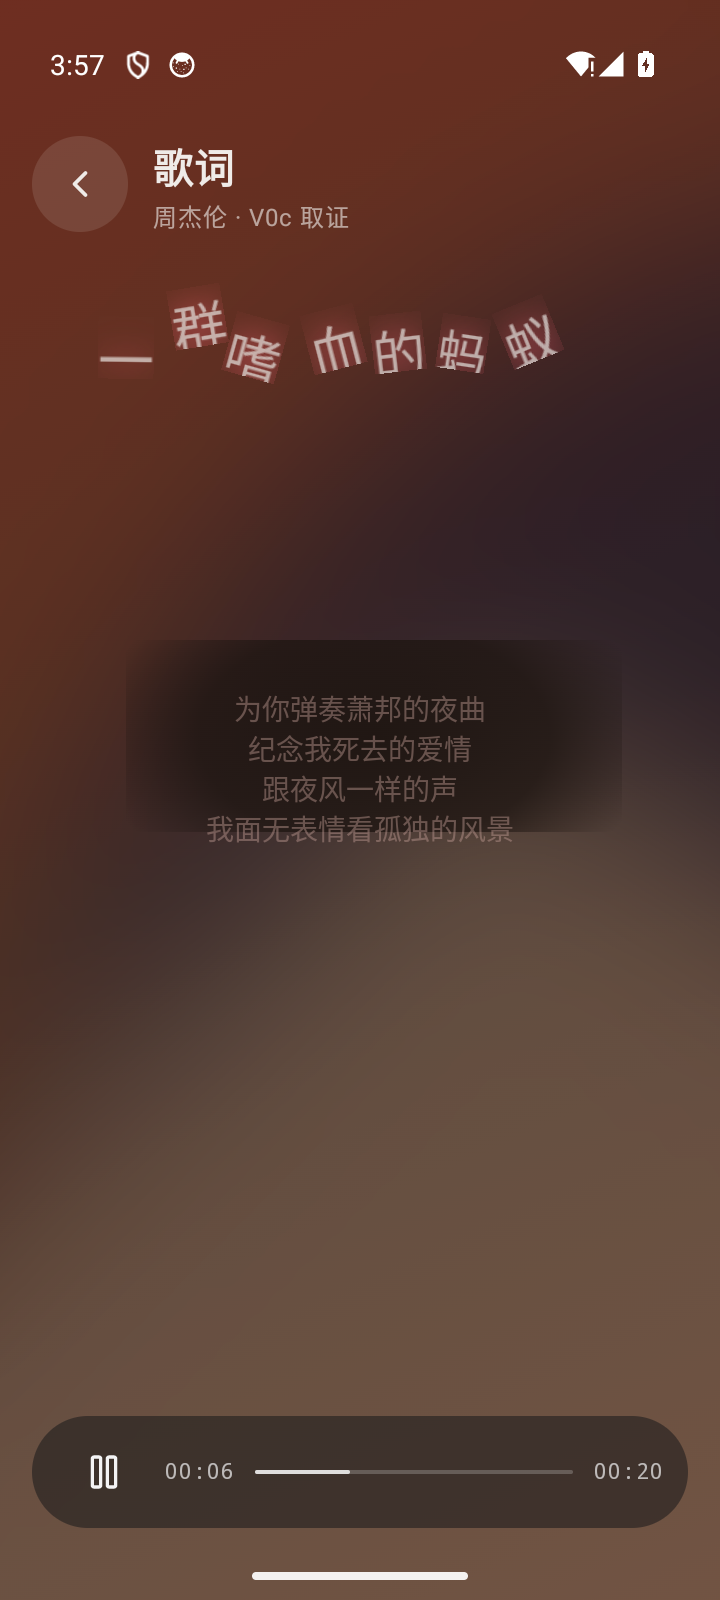 3:57
歌词
周杰伦 · V0c 取证
一群嗜血的蚂蚁
为你弹奏萧邦的夜曲
纪念我死去的爱情
跟夜风一样的声
我面无表情看孤独的风景
00:06
00:20